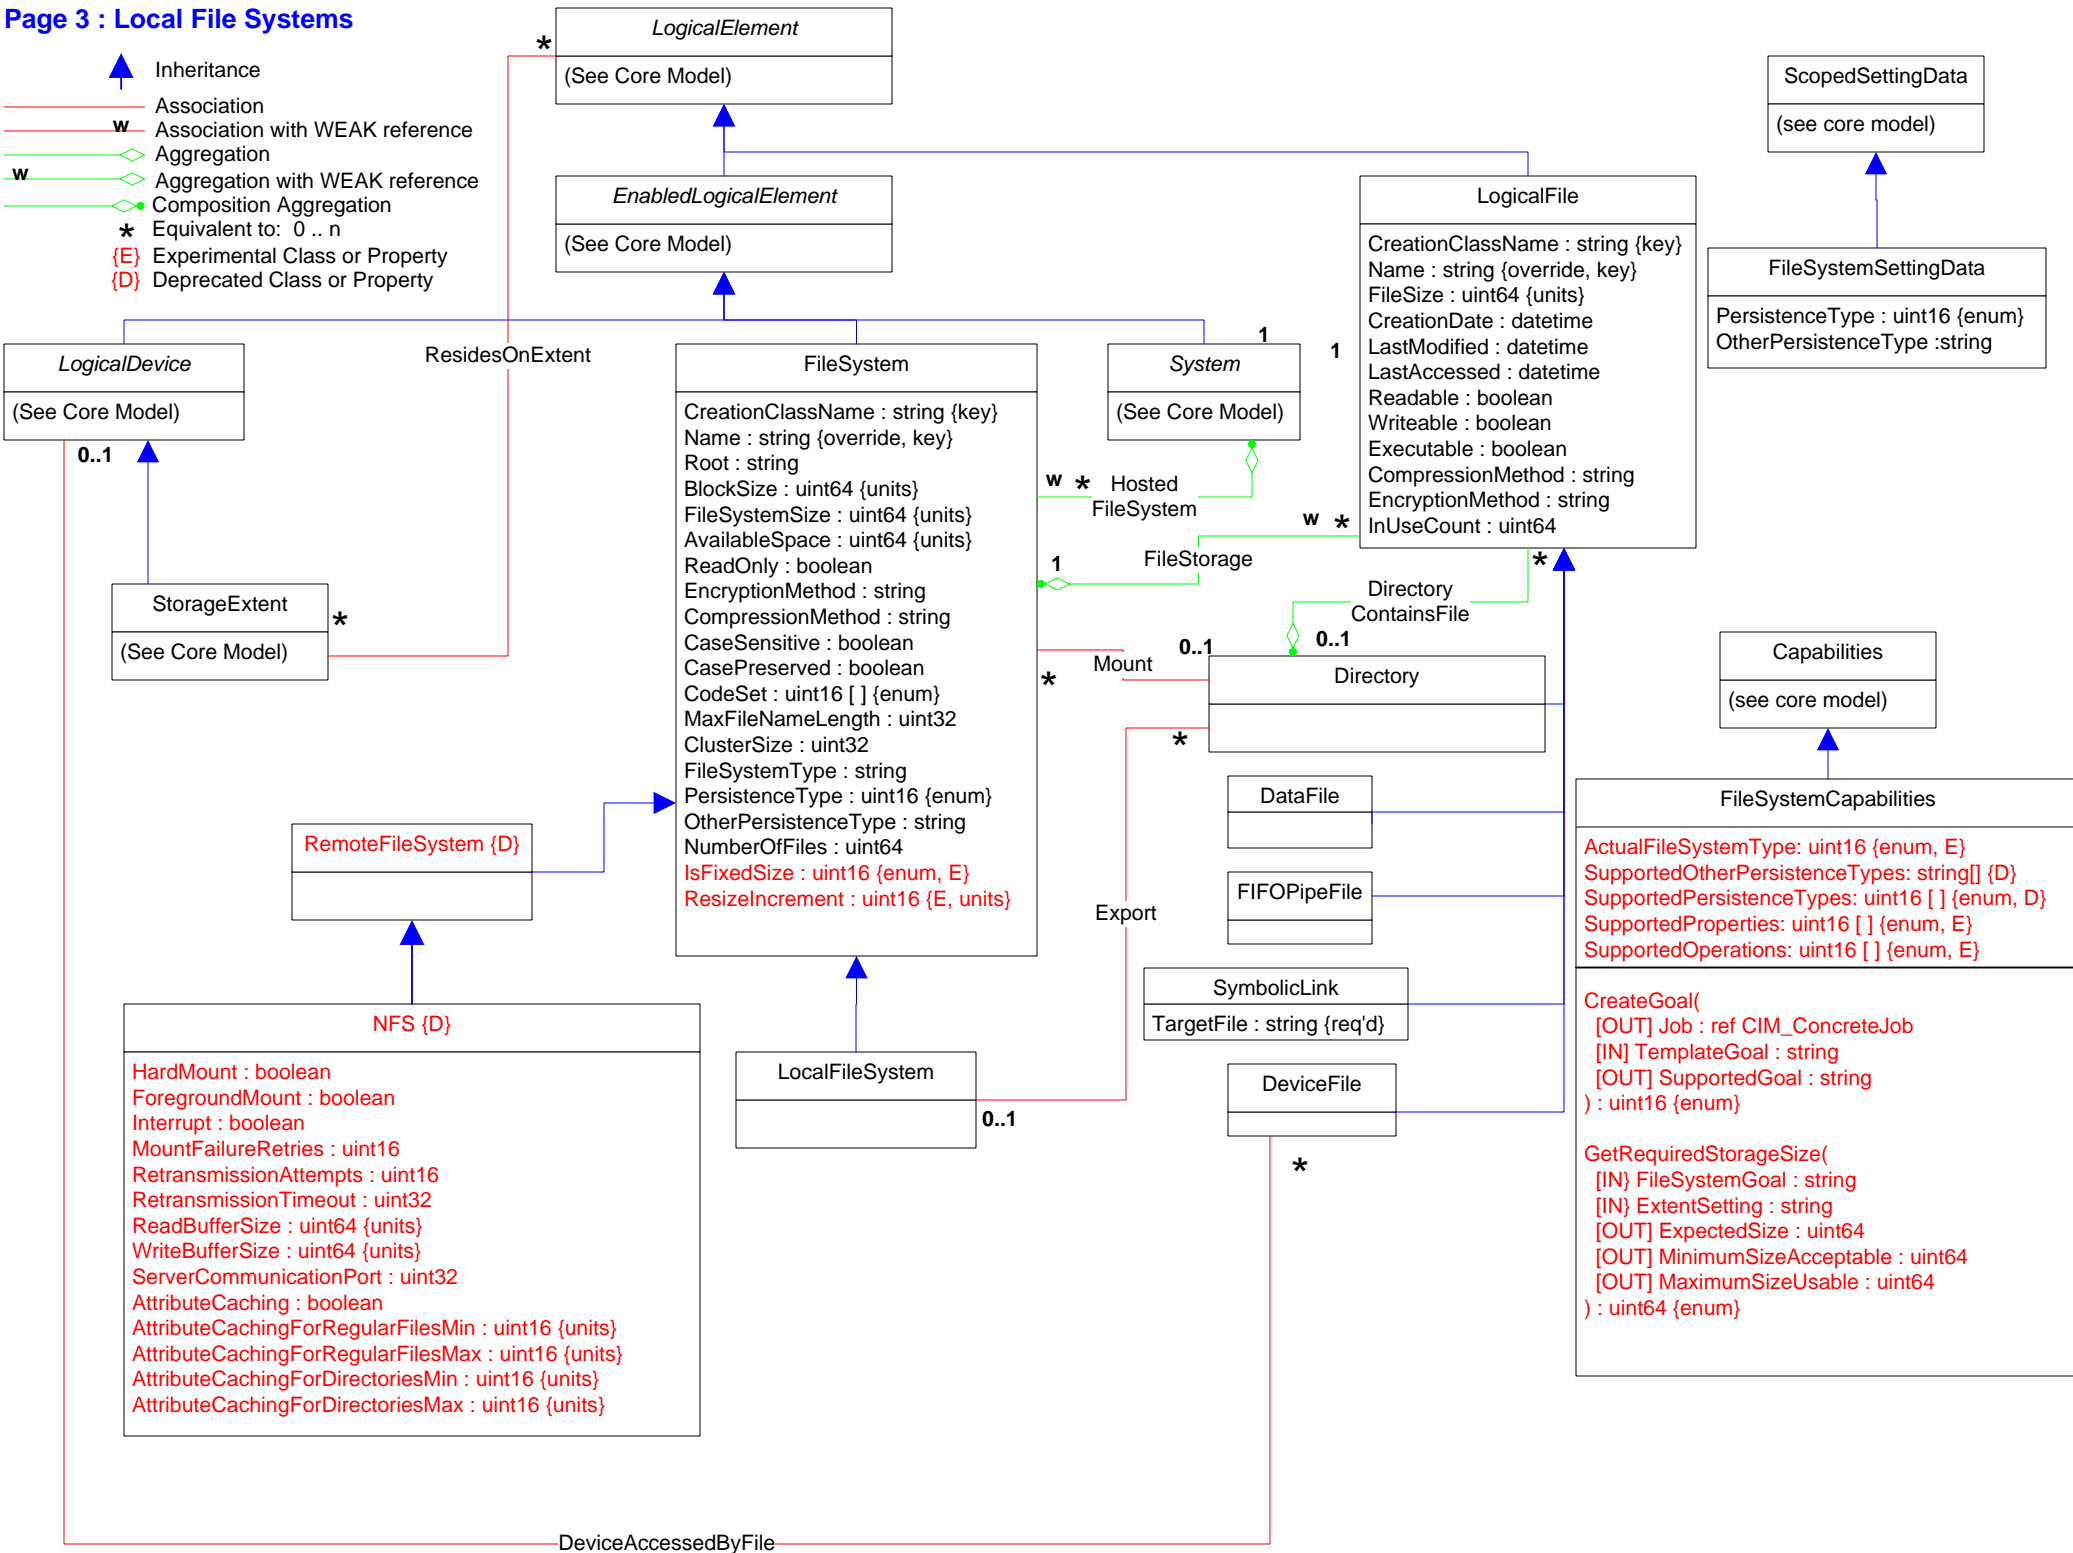 Page 3 : Local File Systems
Inheritance
Association
w
Association with WEAK reference
Aggregation
w
Aggregation with WEAK reference
Composition Aggregation
* Equivalent to: 0 .. n
{E} Experimental Class or Property
{D} Deprecated Class or Property
*
LogicalElement
(See Core Model)
ScopedSettingData
(see core model)
EnabledLogicalElement
(See Core Model)
LogicalFile
CreationClassName : string {key}
Name : string {override, key}
FileSize : uint64 {units}
CreationDate : datetime
LastModified : datetime
LastAccessed : datetime
Readable : boolean
Writeable : boolean
Executable : boolean
CompressionMethod : string
EncryptionMethod : string
InUseCount : uint64
FileSystemSettingData
PersistenceType : uint16 {enum}
OtherPersistenceType :string
LogicalDevice
(See Core Model)
0..1
ResidesOnExtent
FileSystem
CreationClassName : string {key}
Name : string {override, key}
Root : string
BlockSize : uint64 {units}
FileSystemSize : uint64 {units}
AvailableSpace : uint64 {units}
ReadOnly : boolean
EncryptionMethod : string
CompressionMethod : string
CaseSensitive : boolean
CasePreserved : boolean
CodeSet : uint16 [ ] {enum}
MaxFileNameLength : uint32
ClusterSize : uint32
FileSystemType : string
PersistenceType : uint16 {enum}
OtherPersistenceType : string
NumberOfFiles : uint64
IsFixedSize : uint16 {enum, E}
ResizeIncrement : uint16 {E, units}
1
1
System
(See Core Model)
w *
Hosted
FileSystem
w *
FileStorage
1
*
Directory
ContainsFile
0..1
0..1
Mount
*
Directory
*
StorageExtent
(See Core Model)
*
Capabilities
(see core model)
DataFile
FIFOPipeFile
Export
SymbolicLink
TargetFile : string {req'd}
DeviceFile
*
FileSystemCapabilities
ActualFileSystemType: uint16 {enum, E}
SupportedOtherPersistenceTypes: string[] {D}
SupportedPersistenceTypes: uint16 [ ] {enum, D}
SupportedProperties: uint16 [ ] {enum, E}
SupportedOperations: uint16 [ ] {enum, E}
CreateGoal(
[OUT] Job : ref CIM_ConcreteJob
[IN] TemplateGoal : string
[OUT] SupportedGoal : string
) : uint16 {enum}
GetRequiredStorageSize(
[IN} FileSystemGoal : string
[IN} ExtentSetting : string
[OUT] ExpectedSize : uint64
[OUT] MinimumSizeAcceptable : uint64
[OUT] MaximumSizeUsable : uint64
) : uint64 {enum}
RemoteFileSystem {D}
NFS {D}
HardMount : boolean
ForegroundMount : boolean
Interrupt : boolean
MountFailureRetries : uint16
RetransmissionAttempts : uint16
RetransmissionTimeout : uint32
ReadBufferSize : uint64 {units}
WriteBufferSize : uint64 {units}
ServerCommunicationPort : uint32
AttributeCaching : boolean
AttributeCachingForRegularFilesMin : uint16 {units}
AttributeCachingForRegularFilesMax : uint16 {units}
AttributeCachingForDirectoriesMin : uint16 {units}
AttributeCachingForDirectoriesMax : uint16 {units}
LocalFileSystem
0..1
DeviceAccessedByFile